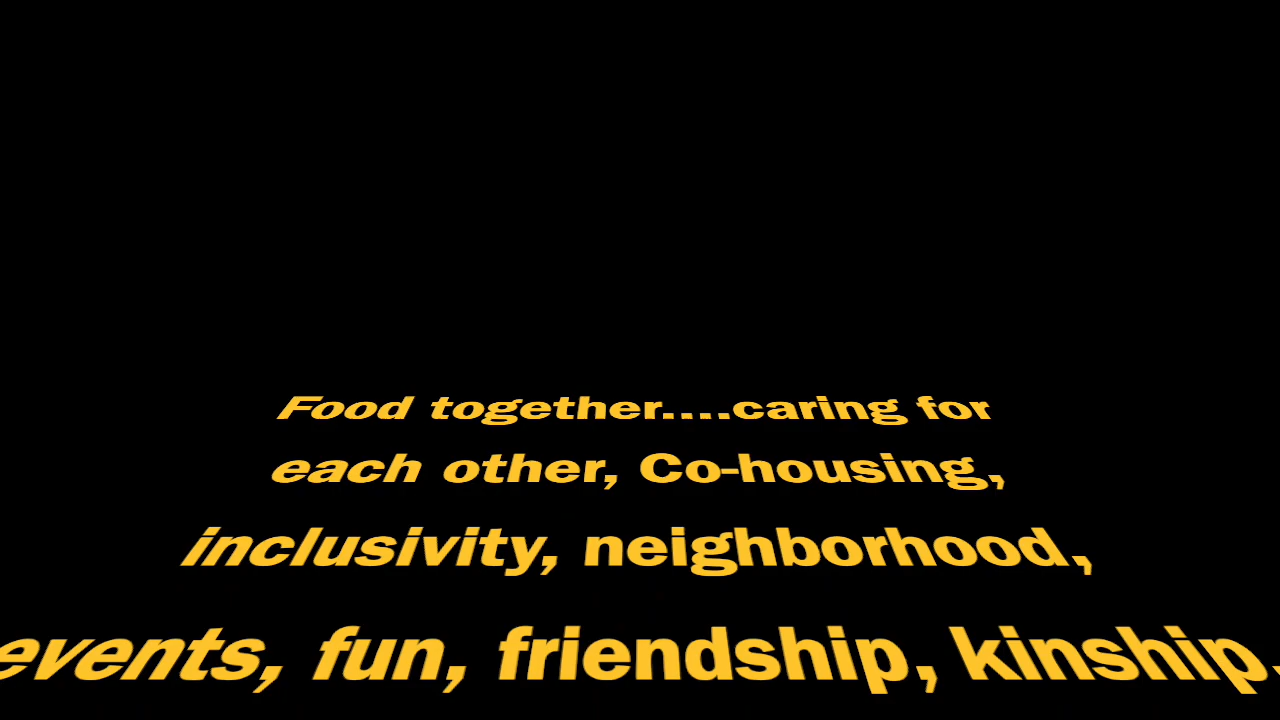 Food together....caring for
each other, Co-housing,
inclusivity, neighborhood,
events, fun, friendship, kinship,